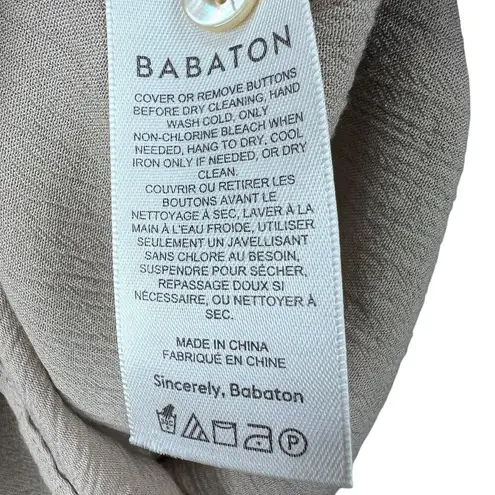 BABATON
COVER OR REMOVE BUTTONS
BEFORE DRY CLEANING, HAND
WASH COLD, ONLY
NON-CHLORINE BLEACH WHEN
NEEDED, HANG TO DRY, COOL
IRON ONLY IF NEEDED, OR DRY
CLEAN.
COUVRIR OU RETIRER LES
BOUTONS AVANT LE
NETTOYAGE À SEC, LAVER À LA
MAIN À L'EAU FROIDE, UTILISER
SEULEMENT UN JAVELLISANT
SANS CHLORE AU BESOIN,
SUSPENDRE POUR SÉCHER,
REPASSAGE DOUX SI
NÉCESSAIRE, OU NETTOYER À
SEC.
MADE IN CHINA
FABRIQUÉ EN CHINE
Sincerely, Babaton
P